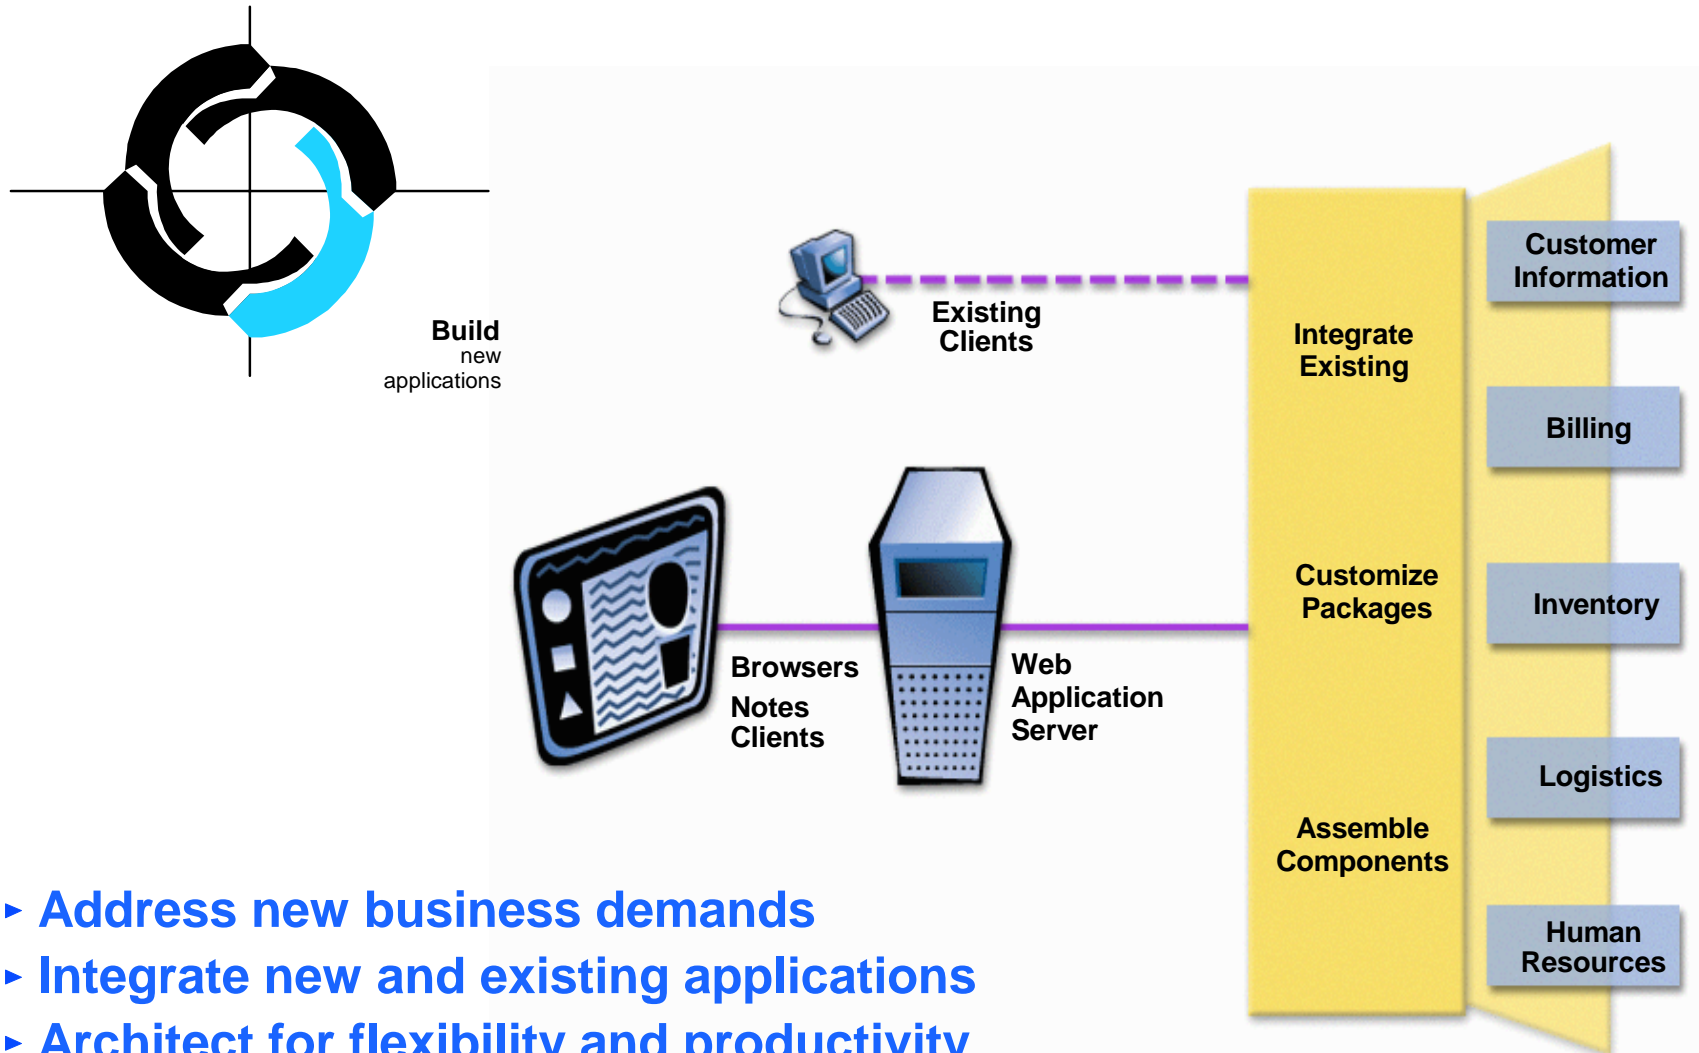 Build
new
applications
Existing
Clients
Browsers
Notes
Clients
Web
Application
Server
Integrate
Existing
Customize
Packages
Assemble
Components
Customer
Information
Billing
Inventory
Logistics
Human
Resources
► Address new business demands
► Integrate new and existing applications
► Architect for flexibility and productivity